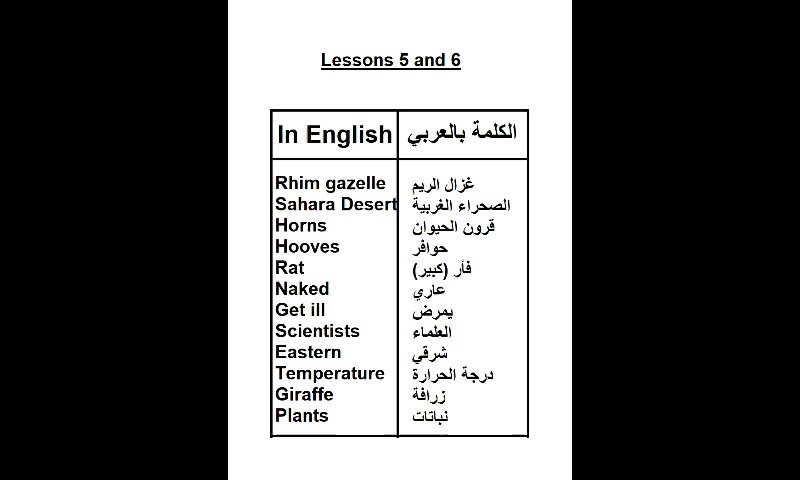 Lessons 5 and 6
In English الكلمة بالعربي
Rhim gazelle غزال الريم
Sahara Desert الصحراء الغربية
Horns قرون الحيوان
Hooves حوافر
Rat فأر (كبير)
Naked عاري
Get ill يمرض
Scientists العلماء
Eastern شرقي
Temperature درجة الحرارة
Giraffe زرافة
Plants نباتات